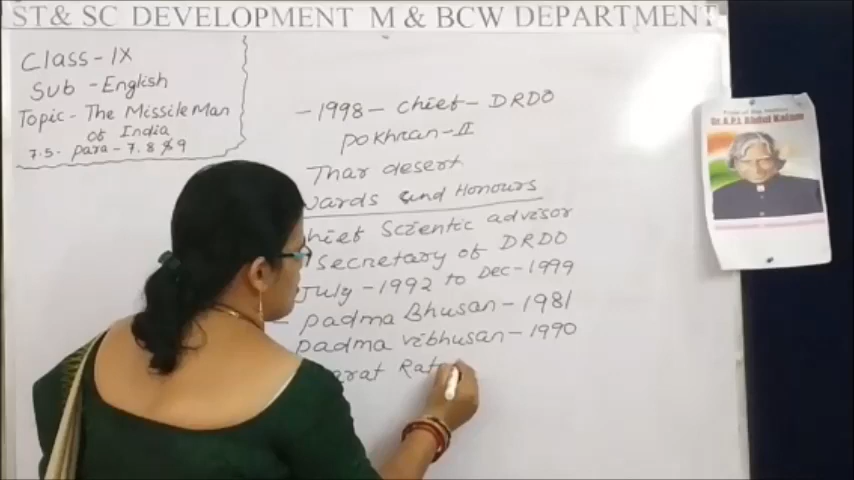 ST& SC DEVELOPMENT M & BCW DEPARTMENT
Class - IX
Sub - English
Topic - The Missile Man
of India
7.5. para - 7. 8 & 9
- 1998 - Chief - DRDO
Pokhran - II
Thar desert
wards and Honours
hief Scientic advisor
Secretary of DRDO
July - 1992 to Dec - 1999
- padma Bhusan - 1981
padma vibhusan - 1990
arat Rat
Dr. A.P.J. Abdul Kalam